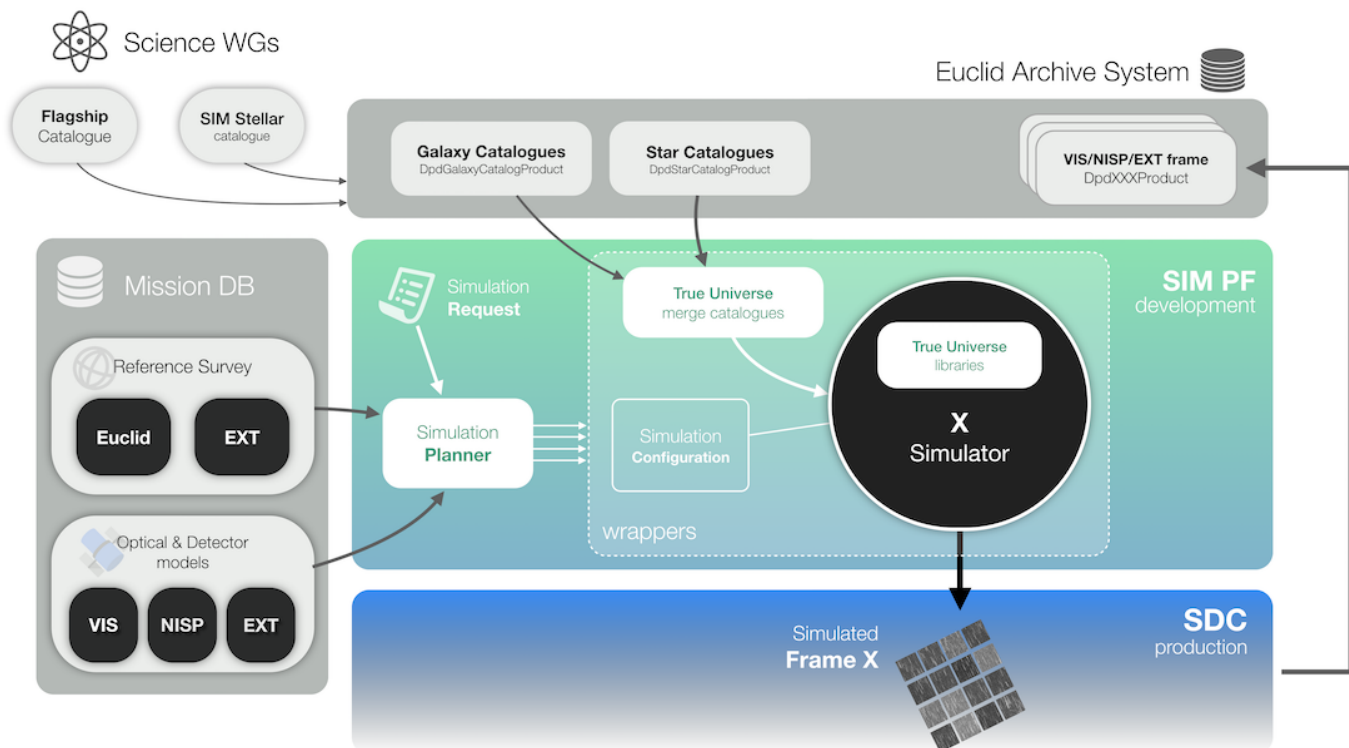 Science WGs
Euclid Archive System
Flagship
Catalogue
SIM Stellar
catalogue
Galaxy Catalogues
DpdGalaxyCatalogProduct
Star Catalogues
DpdStarCatalogProduct
VIS/NISP/EXT frame
DpdXXXProduct
Mission DB
Reference Survey
Euclid
EXT
Optical & Detector
models
VIS
NISP
EXT
Simulation
Request
Simulation
Planner
True Universe
merge catalogues
Simulation
Configuration
wrappers
True Universe
libraries
X
Simulator
SIM PF
development
Simulated
Frame X
SDC
production